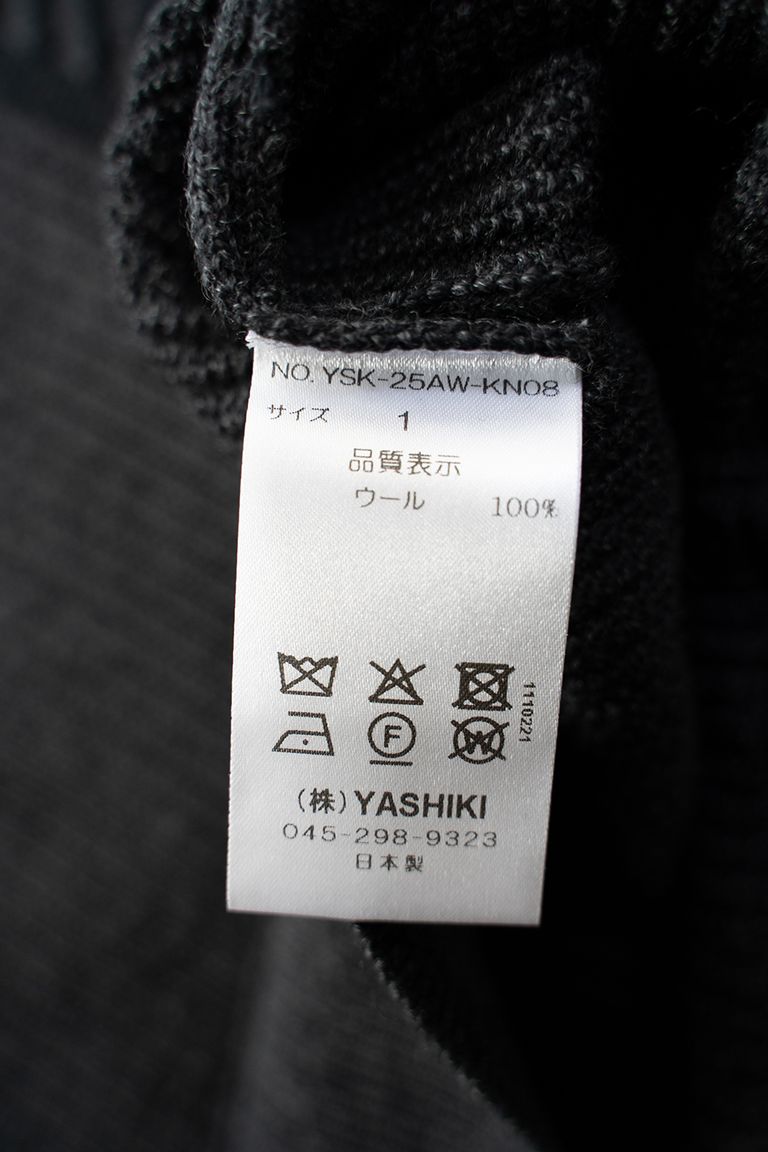 NO. YSK-25AW-KN08
サイズ 1
品質表示
ウール 100%
1110221
F
W
(株)YASHIKI
045-298-9323
日本製